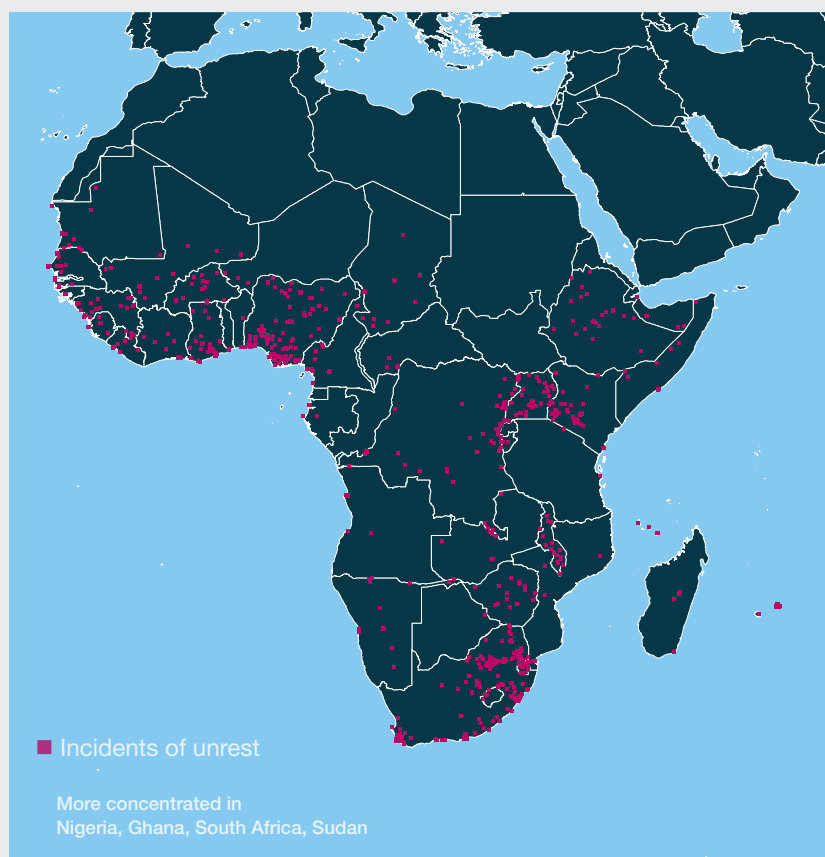 Incidents of unrest
More concentrated in
Nigeria, Ghana, South Africa, Sudan